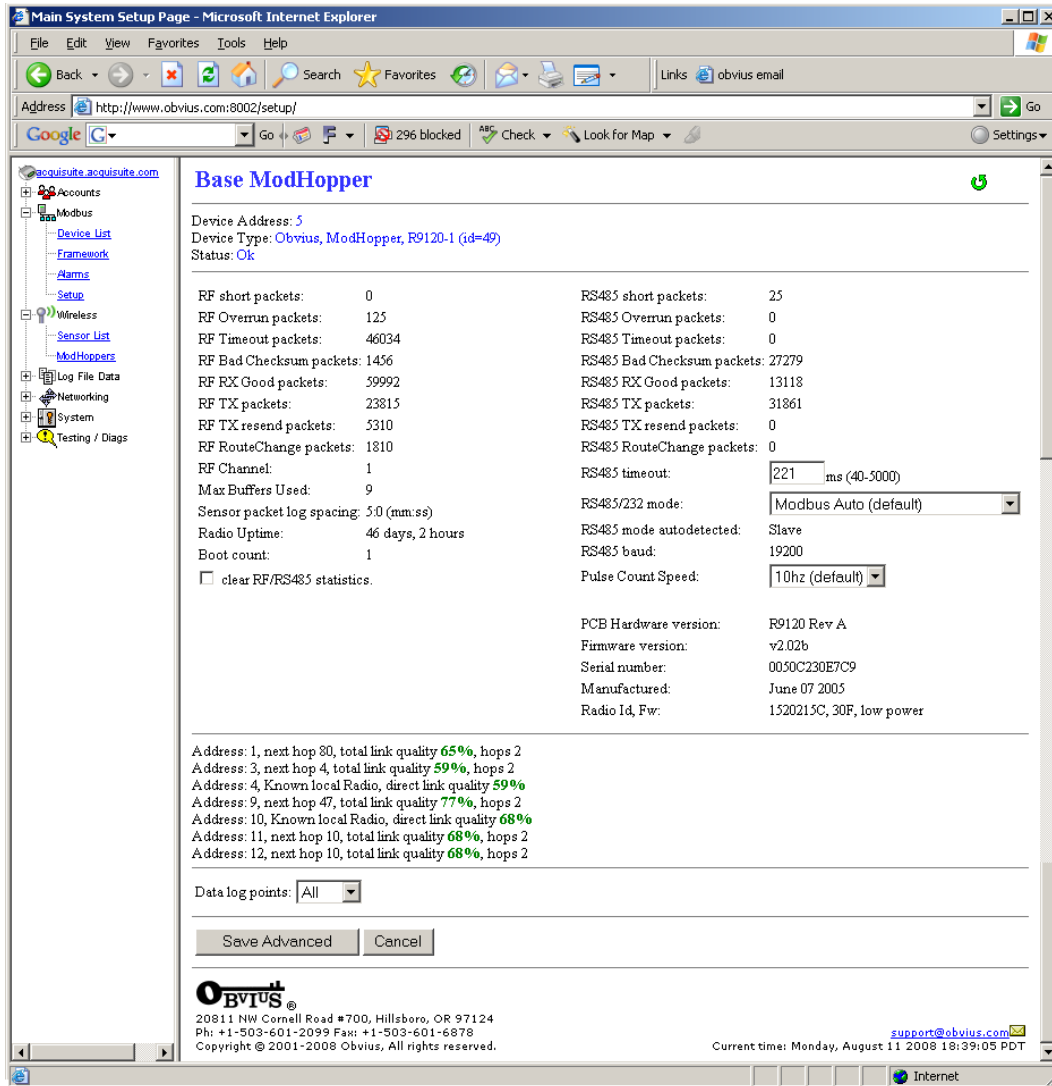 Main System Setup Page - Microsoft Internet Explorer
File Edit View Favorites Tools Help
Back Search Favorites Links obvius email
Address http://www.obvius.com:8002/setup/ Go
Google G Go 296 blocked ABC Check Look for Map Settings
acquisuite.acquisuite.com
Accounts
Modbus
Device List
Framework
Alarms
Setup
Wireless
Sensor List
ModHoppers
Log File Data
Networking
System
Testing / Diags
Base ModHopper
Device Address: 5
Device Type: Obvius, ModHopper, R9120-1 (id=49)
Status: Ok
RF short packets: 0
RF Overrun packets: 125
RF Timeout packets: 46034
RF Bad Checksum packets: 1456
RF RX Good packets: 59992
RF TX packets: 23815
RF TX resend packets: 5310
RF RouteChange packets: 1810
RF Channel: 1
Max Buffers Used: 9
Sensor packet log spacing: 5:0 (mm:ss)
Radio Uptime: 46 days, 2 hours
Boot count: 1
clear RF/RS485 statistics.
RS485 short packets: 25
RS485 Overrun packets: 0
RS485 Timeout packets: 0
RS485 Bad Checksum packets: 27279
RS485 RX Good packets: 13118
RS485 TX packets: 31861
RS485 TX resend packets: 0
RS485 RouteChange packets: 0
RS485 timeout: 221 ms (40-5000)
RS485/232 mode: Modbus Auto (default)
RS485 mode autodetected: Slave
RS485 baud: 19200
Pulse Count Speed: 10hz (default)
PCB Hardware version: R9120 Rev A
Firmware version: v2.02b
Serial number: 0050C230E7C9
Manufactured: June 07 2005
Radio Id, Fw: 1520215C, 30F, low power
Address: 1, next hop 80, total link quality 65%, hops 2
Address: 3, next hop 4, total link quality 59%, hops 2
Address: 4, Known local Radio, direct link quality 59%
Address: 9, next hop 47, total link quality 77%, hops 2
Address: 10, Known local Radio, direct link quality 68%
Address: 11, next hop 10, total link quality 68%, hops 2
Address: 12, next hop 10, total link quality 68%, hops 2
Data log points: All
Save Advanced Cancel
OBVIUS ®
20811 NW Cornell Road #700, Hillsboro, OR 97124
Ph: +1-503-601-2099 Fax: +1-503-601-6878
Copyright © 2001-2008 Obvius, All rights reserved.
support@obvius.com
Current time: Monday, August 11 2008 18:39:05 PDT
Internet